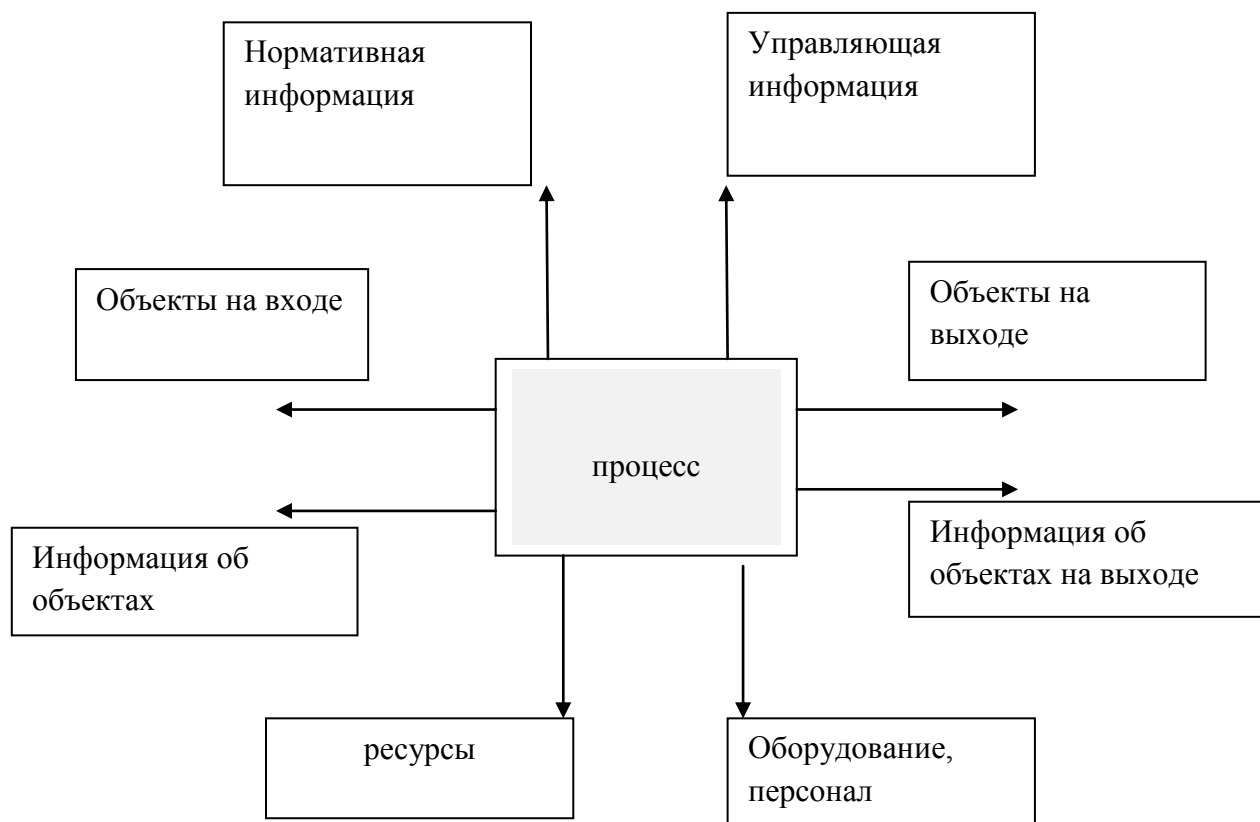 Нормативная
информация
Управляющая
информация
Объекты на входе
Объекты на
выходе
процесс
Информация об
объектах
Информация об
объектах на выходе
ресурсы
Оборудование,
персонал